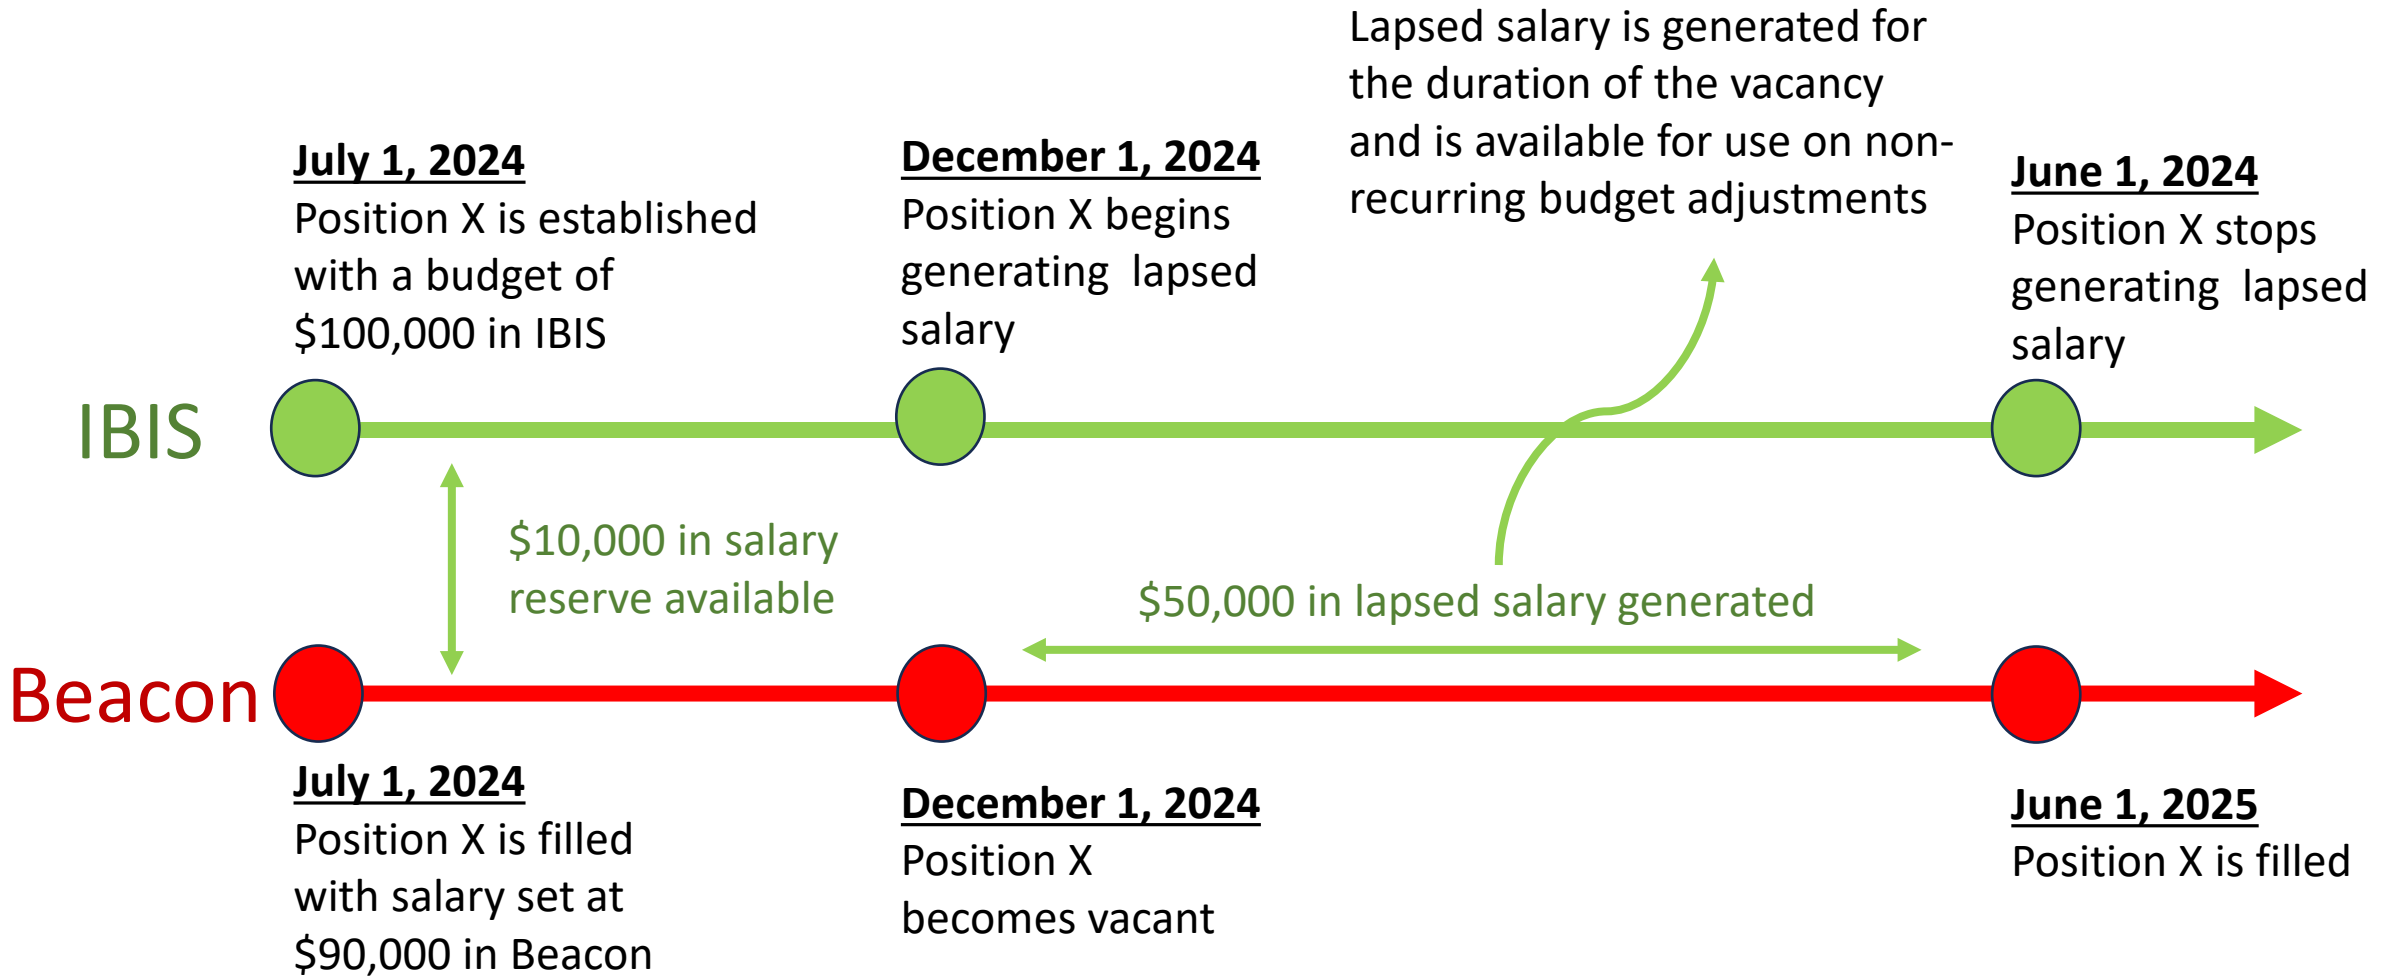 Lapsed salary is generated for
the duration of the vacancy
and is available for use on non-
recurring budget adjustments
July 1, 2024
Position X is established
with a budget of
$100,000 in IBIS
December 1, 2024
Position X begins
generating  lapsed
salary
June 1, 2024
Position X stops
generating  lapsed
salary
IBIS
$10,000 in salary
reserve available
$50,000 in lapsed salary generated
Beacon
July 1, 2024
Position X is filled
with salary set at
$90,000 in Beacon
December 1, 2024
Position X
becomes vacant
June 1, 2025
Position X is filled